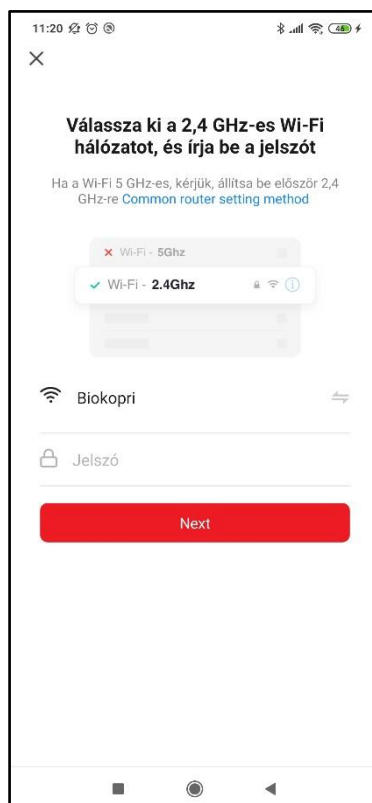 11:20
46
Válassza ki a 2,4 GHz-es Wi-Fi
hálózatot, és írja be a jelszót
Ha a Wi-Fi 5 GHz-es, kérjük, állítsa be először 2,4
GHz-re Common router setting method
Wi-Fi - 5Ghz
Wi-Fi - 2.4Ghz
Biokopri
Jelszó
Next